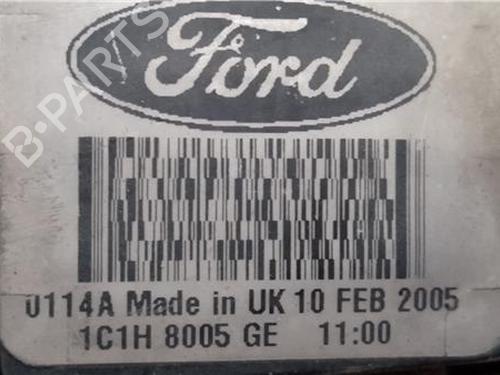 B-PARTS
Ford
0114A Made in UK 10 FEB 2005
1C1H 8005 GE 11:00